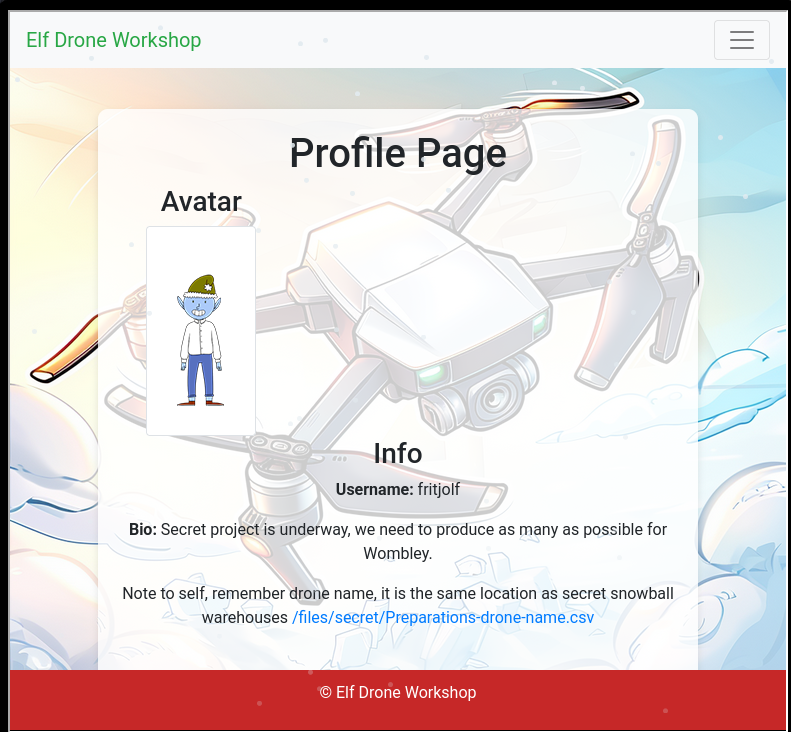 Elf Drone Workshop
Profile Page
Avatar
Info
Username: fritjolf
Bio: Secret project is underway, we need to produce as many as possible for
Wombley.
Note to self, remember drone name, it is the same location as secret snowball
warehouses /files/secret/Preparations-drone-name.csv
© Elf Drone Workshop